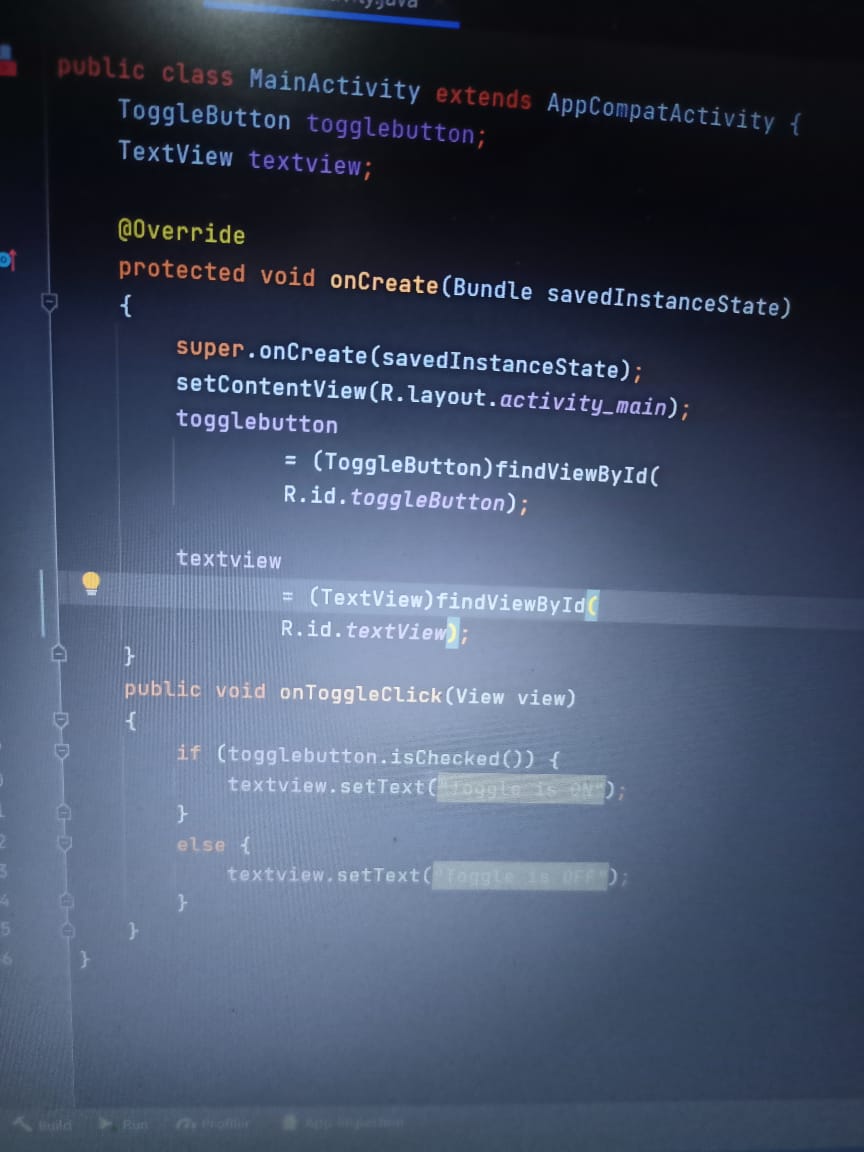 public class MainActivity extends AppCompatActivity {
ToggleButton togglebutton;
TextView textview;
@Override
protected void onCreate(Bundle savedInstanceState)
{
super.onCreate(savedInstanceState);
setContentView(R.layout.activity_main);
togglebutton
= (ToggleButton)findViewById(
R.id.toggleButton);
textview
= (TextView)findViewById(
R.id.textView);
}
public void onToggleClick(View view)
{
if (togglebutton.isChecked()) {
textview.setText("Toggle is ON");
}
else {
textview.setText("Toggle is OFF");
}
}
}
Build Run Profiler App Inspection